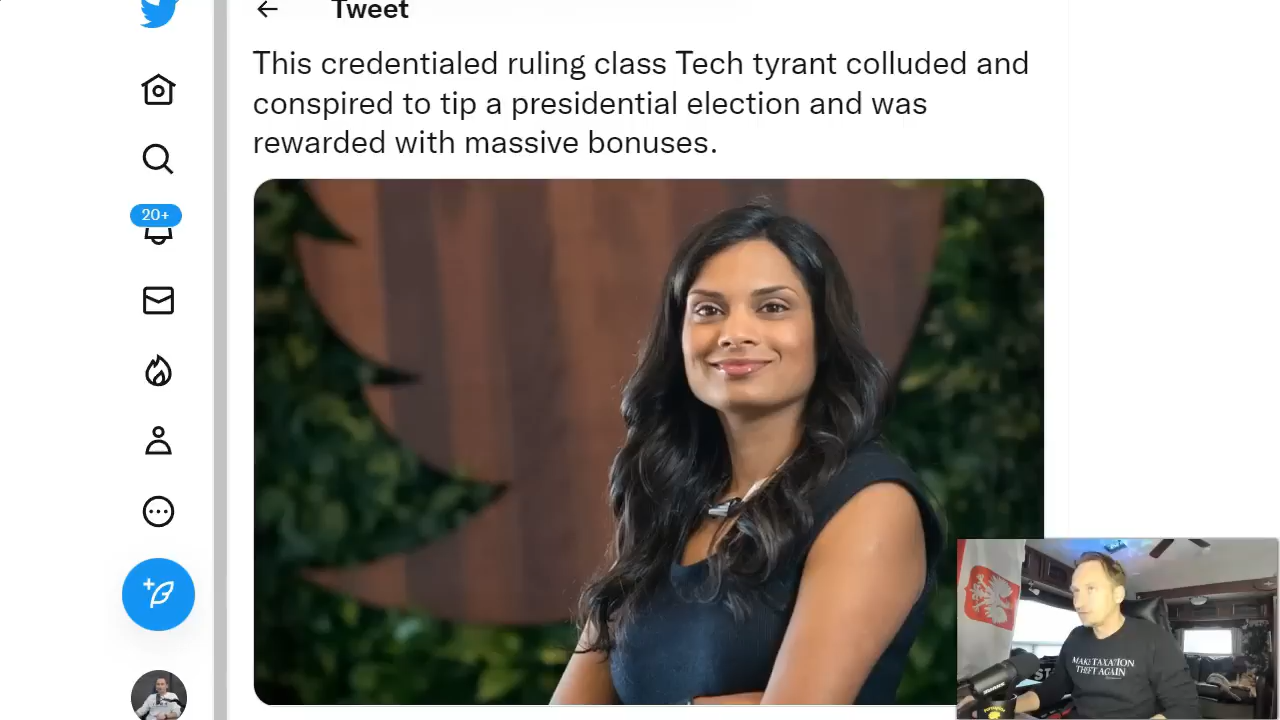 Tweet
This credentialed ruling class Tech tyrant colluded and
conspired to tip a presidential election and was
rewarded with massive bonuses.
20+
MAKE TAXATION
THEFT AGAIN